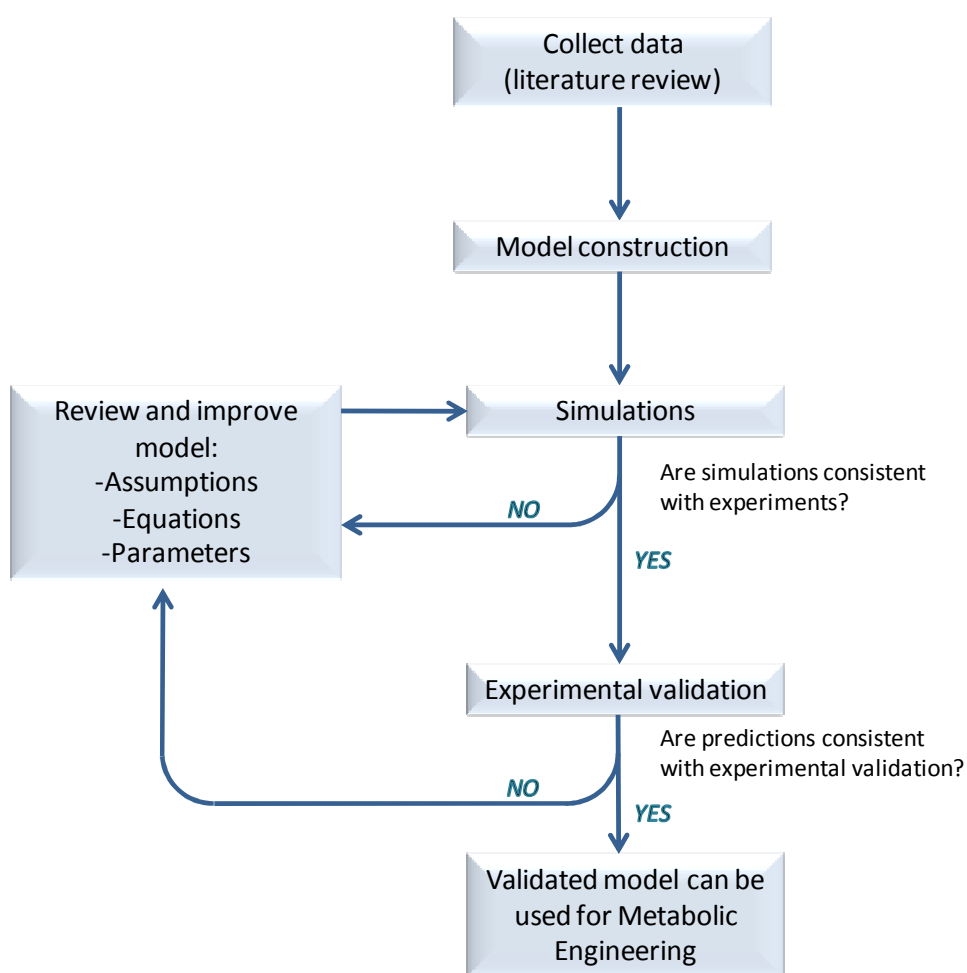 Collect data
(literature review)
Model construction
Simulations
Review and improve
model:
-Assumptions
-Equations
-Parameters
Are simulations consistent
with experiments?
NO
YES
Experimental validation
Are predictions consistent
with experimental validation?
NO
YES
Validated model can be
used for Metabolic
Engineering